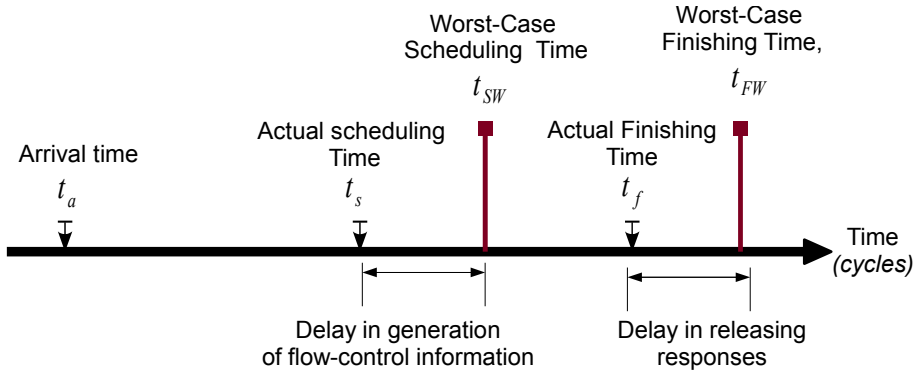 Worst-Case
Scheduling Time
t_SW
Worst-Case
Finishing Time,
t_FW
Arrival time
t_a
Actual scheduling
Time
t_s
Actual Finishing
Time
t_f
Time
(cycles)
Delay in generation
of flow-control information
Delay in releasing
responses